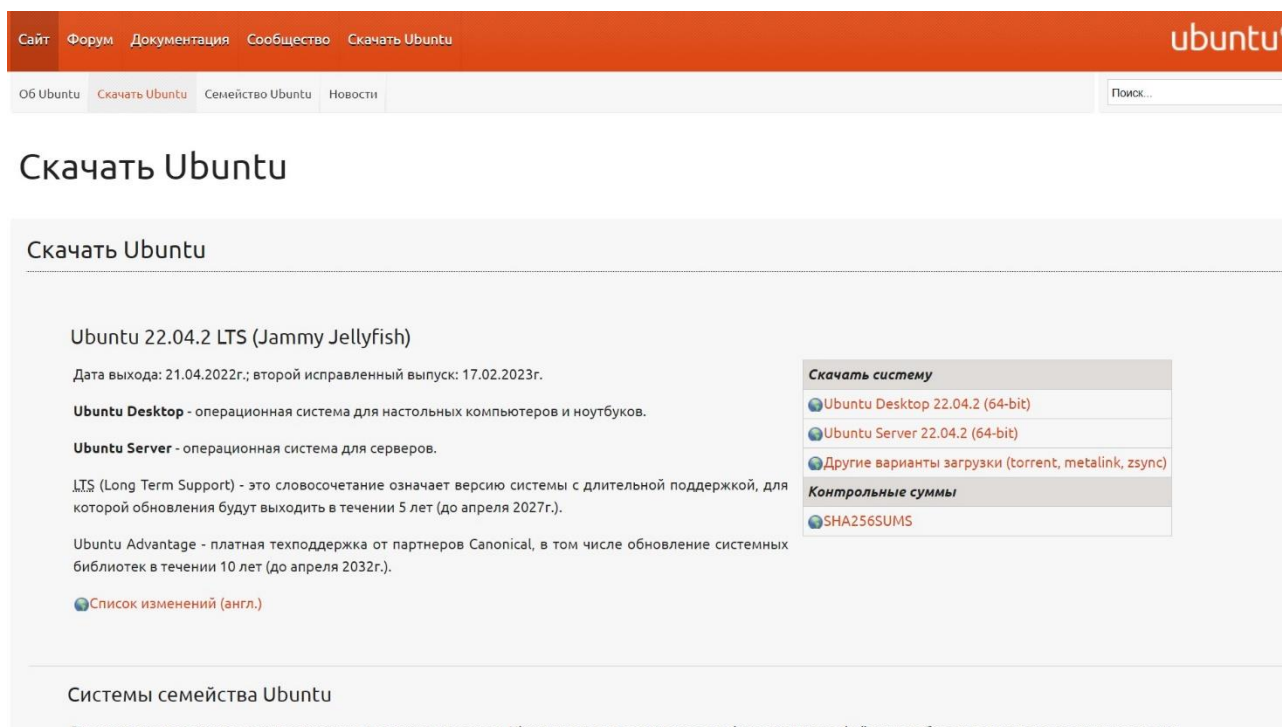 Сайт Форум Документация Сообщество Скачать Ubuntu
ubuntu
Об Ubuntu Скачать Ubuntu Семейство Ubuntu Новости
Поиск...
Скачать Ubuntu
Скачать Ubuntu
Ubuntu 22.04.2 LTS (Jammy Jellyfish)
Дата выхода: 21.04.2022г.; второй исправленный выпуск: 17.02.2023г.
Ubuntu Desktop - операционная система для настольных компьютеров и ноутбуков.
Ubuntu Server - операционная система для серверов.
LTS (Long Term Support) - это словосочетание означает версию системы с длительной поддержкой, для
которой обновления будут выходить в течении 5 лет (до апреля 2027г.).
Ubuntu Advantage - платная техподдержка от партнеров Canonical, в том числе обновление системных
библиотек в течении 10 лет (до апреля 2032г.).
Список изменений (англ.)
Скачать систему
Ubuntu Desktop 22.04.2 (64-bit)
Ubuntu Server 22.04.2 (64-bit)
Другие варианты загрузки (torrent, metalink, zsync)
Контрольные суммы
SHA256SUMS
Системы семейства Ubuntu